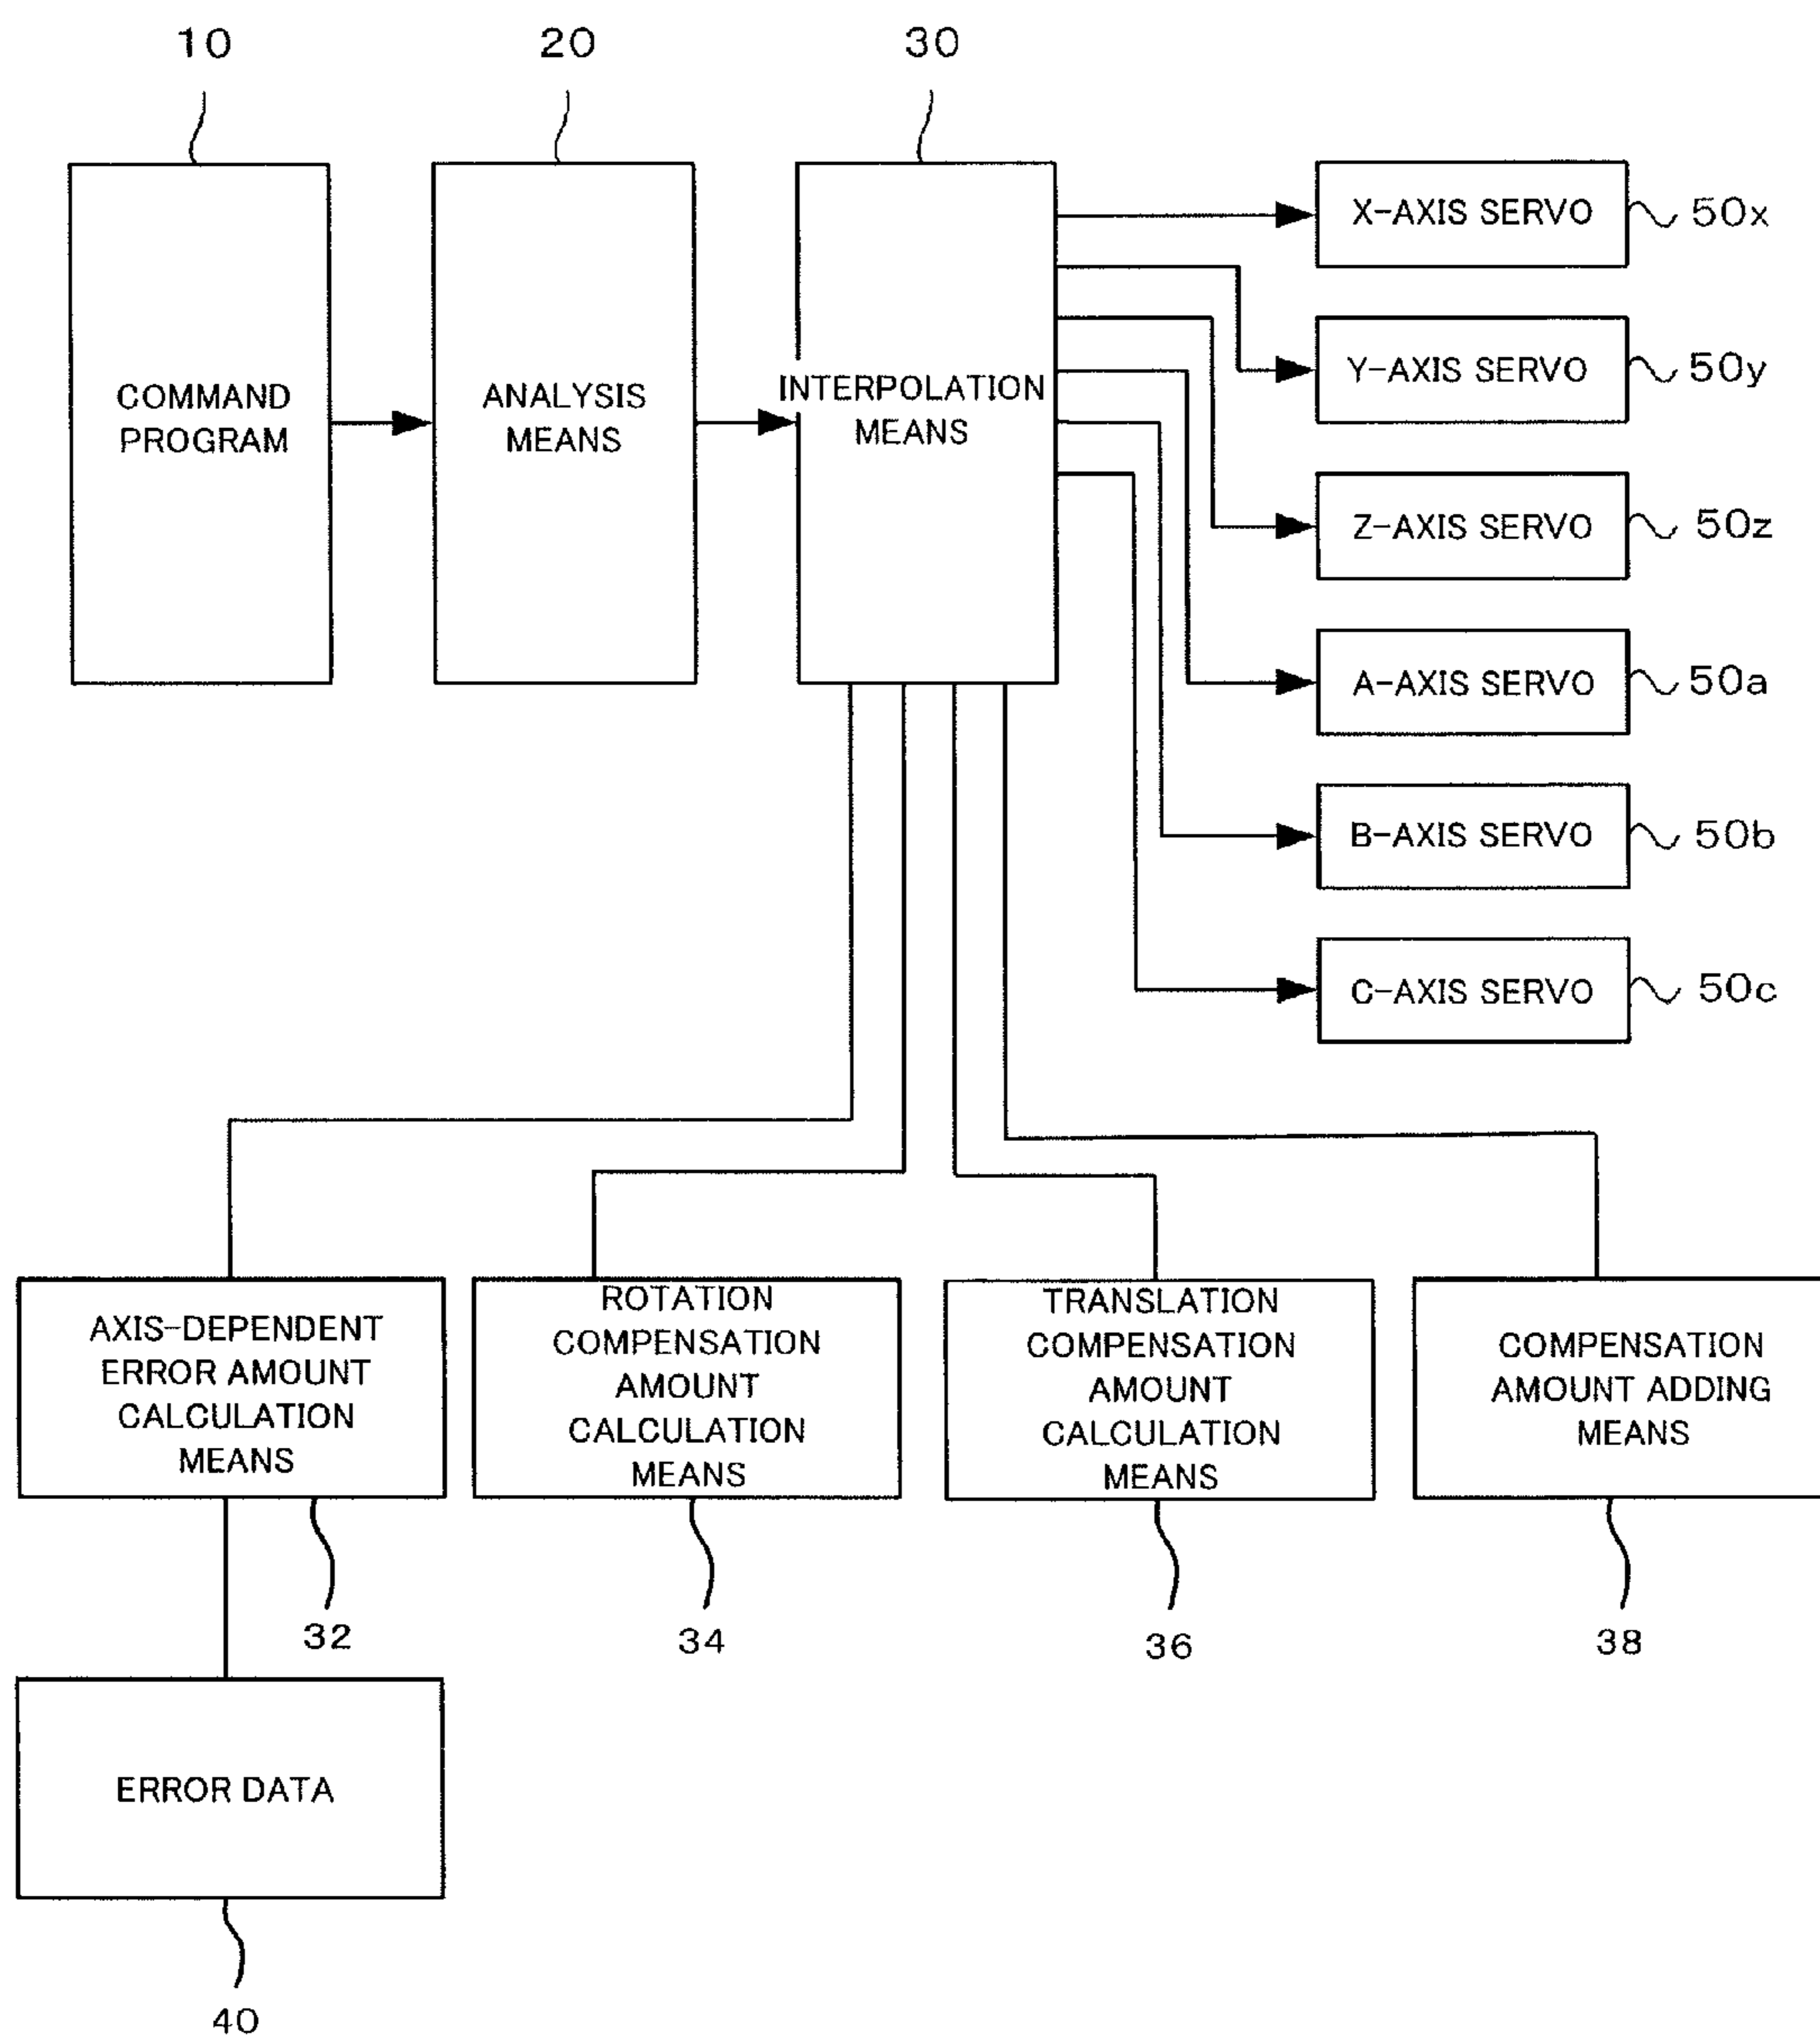 10
20
30
COMMAND
PROGRAM
ANALYSIS
MEANS
INTERPOLATION
MEANS
X-AXIS SERVO
50x
Y-AXIS SERVO
50y
Z-AXIS SERVO
50z
A-AXIS SERVO
50a
B-AXIS SERVO
50b
C-AXIS SERVO
50c
AXIS-DEPENDENT
ERROR AMOUNT
CALCULATION
MEANS
32
ROTATION
COMPENSATION
AMOUNT
CALCULATION
MEANS
34
TRANSLATION
COMPENSATION
AMOUNT
CALCULATION
MEANS
36
COMPENSATION
AMOUNT ADDING
MEANS
38
ERROR DATA
40